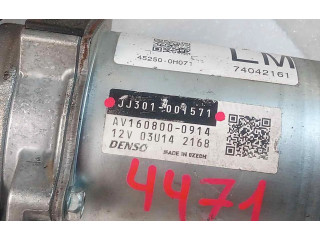 45250-0H071
LM
74042161
JJ301-001571
AV160800-0914
12V 03U14 2168
DENSO
MADE IN CZECH
4471